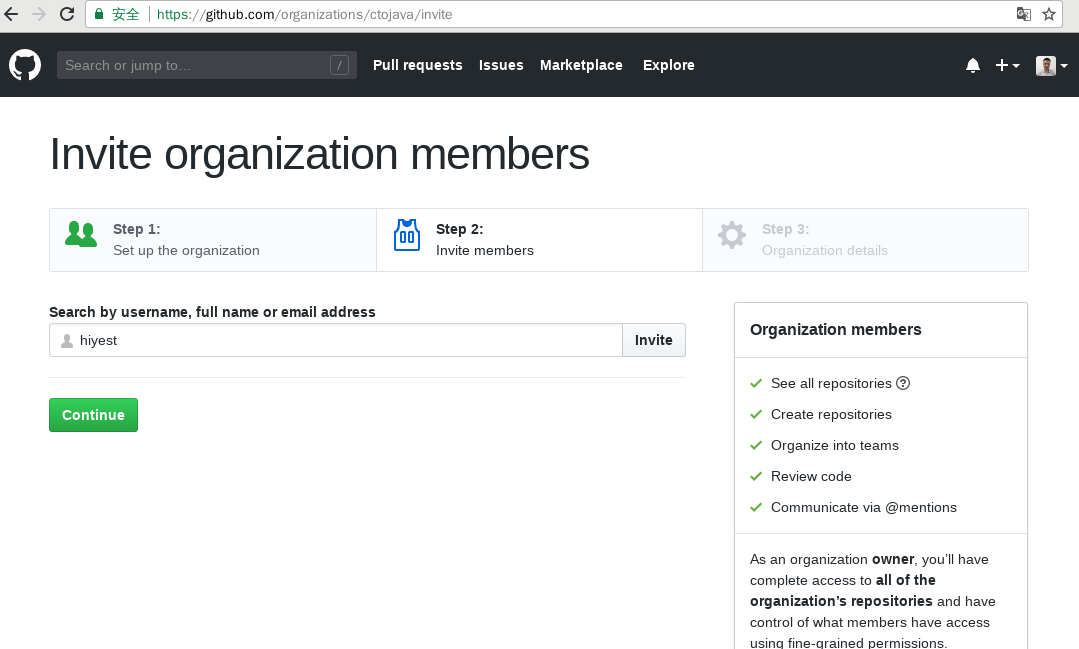 安全 https://github.com/organizations/ctojava/invite
Search or jump to… / Pull requests Issues Marketplace Explore
Invite organization members
Step 1:
Set up the organization
Step 2:
Invite members
Step 3:
Organization details
Search by username, full name or email address
hiyest Invite
Continue
Organization members
See all repositories
Create repositories
Organize into teams
Review code
Communicate via @mentions
As an organization owner, you’ll have
complete access to all of the
organization’s repositories and have
control of what members have access
using fine-grained permissions.